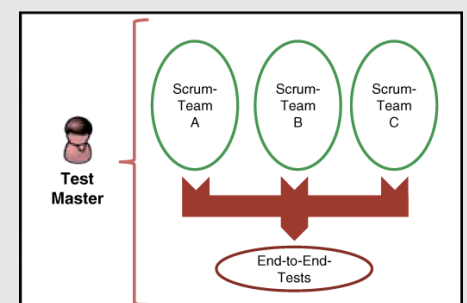 Scrum-
Team
A
Scrum-
Team
B
Scrum-
Team
C
Test
Master
End-to-End-
Tests